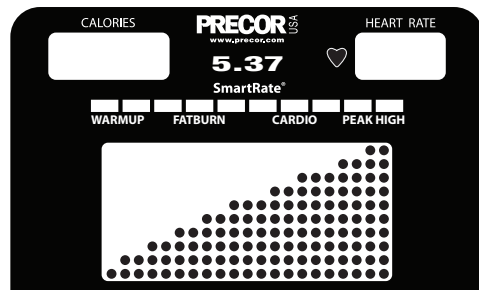 CALORIES
PRECOR USA
HEART RATE
www.precor.com
5.37
SmartRate®
WARMUP FATBURN CARDIO PEAK HIGH